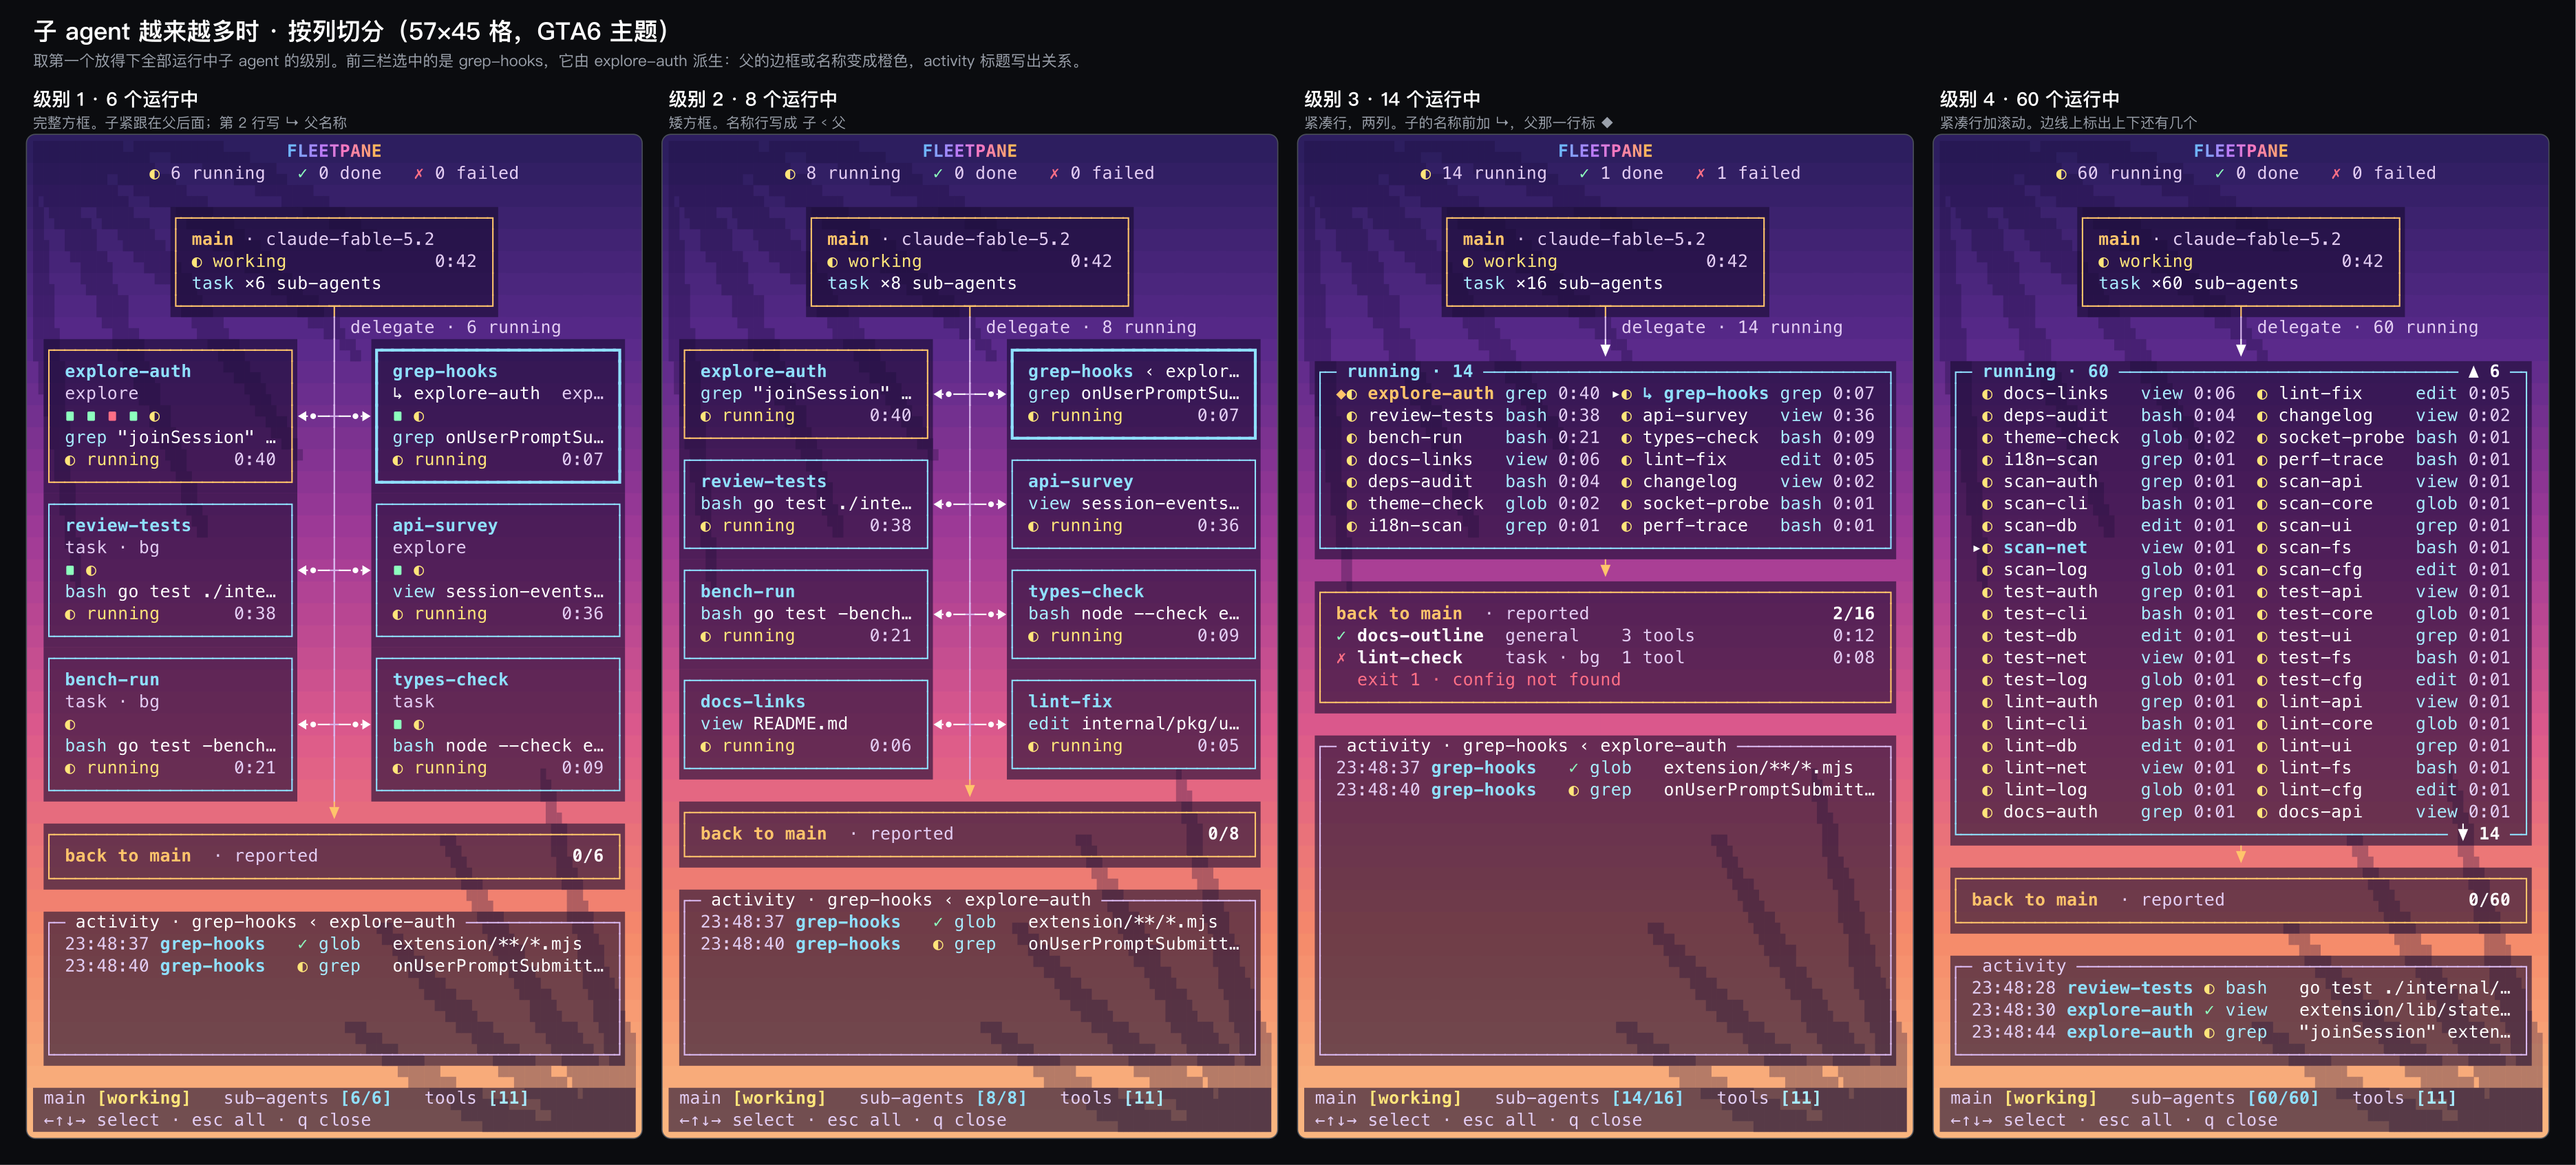 子 agent 越来越多时 · 按列切分（57×45 格，GTA6 主题）
取第一个放得下全部运行中子 agent 的级别。前三栏选中的是 grep-hooks，它由 explore-auth 派生：父的边框或名称变成橙色，activity 标题写出关系。
级别 1 · 6 个运行中
完整方框。子紧跟在父后面；第 2 行写 ↳ 父名称
FLEETPANE
◐ 6 running ✓ 0 done ✗ 0 failed
main · claude-fable-5.2
◐ working 0:42
task ×6 sub-agents
delegate · 6 running
explore-auth
explore
grep "joinSession" …
◐ running 0:40
grep-hooks
↳ explore-auth exp…
grep onUserPromptSu…
◐ running 0:07
review-tests
task · bg
bash go test ./inte…
◐ running 0:38
api-survey
explore
view session-events…
◐ running 0:36
bench-run
task · bg
bash go test -bench…
◐ running 0:21
types-check
task
bash node --check e…
◐ running 0:09
back to main · reported 0/6
activity · grep-hooks ‹ explore-auth
23:48:37 grep-hooks ✓ glob extension/**/*.mjs
23:48:40 grep-hooks ◐ grep onUserPromptSubmitt…
main [working] sub-agents [6/6] tools [11]
←↑↓→ select · esc all · q close
级别 2 · 8 个运行中
矮方框。名称行写成 子 ‹ 父
FLEETPANE
◐ 8 running ✓ 0 done ✗ 0 failed
main · claude-fable-5.2
◐ working 0:42
task ×8 sub-agents
delegate · 8 running
explore-auth
grep "joinSession" …
◐ running 0:40
grep-hooks ‹ explor…
grep onUserPromptSu…
◐ running 0:07
review-tests
bash go test ./inte…
◐ running 0:38
api-survey
view session-events…
◐ running 0:36
bench-run
bash go test -bench…
◐ running 0:21
types-check
bash node --check e…
◐ running 0:09
docs-links
view README.md
◐ running 0:06
lint-fix
edit internal/pkg/u…
◐ running 0:05
back to main · reported 0/8
activity · grep-hooks ‹ explore-auth
23:48:37 grep-hooks ✓ glob extension/**/*.mjs
23:48:40 grep-hooks ◐ grep onUserPromptSubmitt…
main [working] sub-agents [8/8] tools [11]
←↑↓→ select · esc all · q close
级别 3 · 14 个运行中
紧凑行，两列。子的名称前加 ↳，父那一行标 ◆
FLEETPANE
◐ 14 running ✓ 1 done ✗ 1 failed
main · claude-fable-5.2
◐ working 0:42
task ×16 sub-agents
delegate · 14 running
running · 14
◆◐ explore-auth grep 0:40 ▸◐ ↳ grep-hooks grep 0:07
◐ review-tests bash 0:38 ◐ api-survey view 0:36
◐ bench-run bash 0:21 ◐ types-check bash 0:09
◐ docs-links view 0:06 ◐ lint-fix edit 0:05
◐ deps-audit bash 0:04 ◐ changelog view 0:02
◐ theme-check glob 0:02 ◐ socket-probe bash 0:01
◐ i18n-scan grep 0:01 ◐ perf-trace bash 0:01
back to main · reported 2/16
✓ docs-outline general 3 tools 0:12
✗ lint-check task · bg 1 tool 0:08
exit 1 · config not found
activity · grep-hooks ‹ explore-auth
23:48:37 grep-hooks ✓ glob extension/**/*.mjs
23:48:40 grep-hooks ◐ grep onUserPromptSubmitt…
main [working] sub-agents [14/16] tools [11]
←↑↓→ select · esc all · q close
级别 4 · 60 个运行中
紧凑行加滚动。边线上标出上下还有几个
FLEETPANE
◐ 60 running ✓ 0 done ✗ 0 failed
main · claude-fable-5.2
◐ working 0:42
task ×60 sub-agents
delegate · 60 running
running · 60 ▲ 6
◐ docs-links view 0:06 ◐ lint-fix edit 0:05
◐ deps-audit bash 0:04 ◐ changelog view 0:02
◐ theme-check glob 0:02 ◐ socket-probe bash 0:01
◐ i18n-scan grep 0:01 ◐ perf-trace bash 0:01
◐ scan-auth grep 0:01 ◐ scan-api view 0:01
◐ scan-cli bash 0:01 ◐ scan-core glob 0:01
◐ scan-db edit 0:01 ◐ scan-ui grep 0:01
▸◐ scan-net view 0:01 ◐ scan-fs bash 0:01
◐ scan-log glob 0:01 ◐ scan-cfg edit 0:01
◐ test-auth grep 0:01 ◐ test-api view 0:01
◐ test-cli bash 0:01 ◐ test-core glob 0:01
◐ test-db edit 0:01 ◐ test-ui grep 0:01
◐ test-net view 0:01 ◐ test-fs bash 0:01
◐ test-log glob 0:01 ◐ test-cfg edit 0:01
◐ lint-auth grep 0:01 ◐ lint-api view 0:01
◐ lint-cli bash 0:01 ◐ lint-core glob 0:01
◐ lint-db edit 0:01 ◐ lint-ui grep 0:01
◐ lint-net view 0:01 ◐ lint-fs bash 0:01
◐ lint-log glob 0:01 ◐ lint-cfg edit 0:01
◐ docs-auth grep 0:01 ◐ docs-api view 0:01
▼ 14
back to main · reported 0/60
activity
23:48:28 review-tests ◐ bash go test ./internal/…
23:48:30 explore-auth ✓ view extension/lib/state…
23:48:44 explore-auth ◐ grep "joinSession" exten…
main [working] sub-agents [60/60] tools [11]
←↑↓→ select · esc all · q close